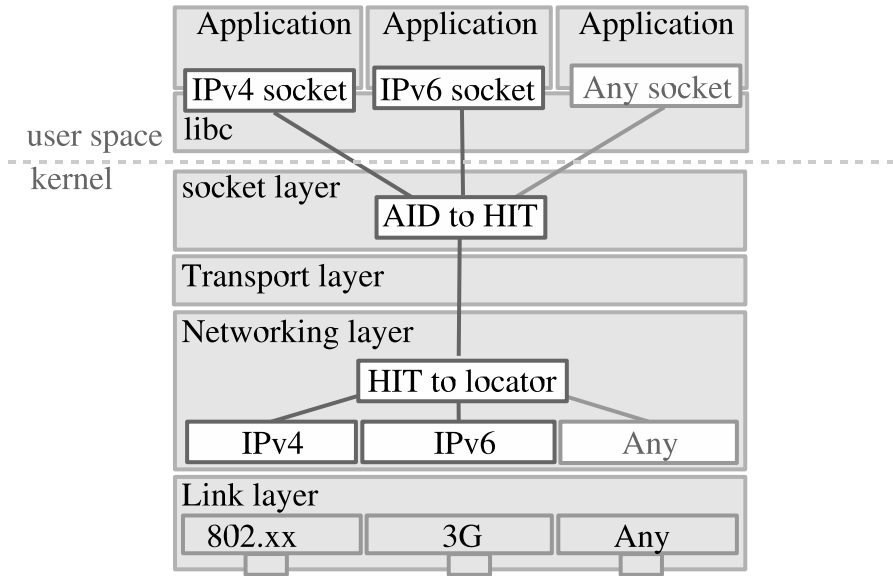 Application Application Application
IPv4 socket IPv6 socket Any socket
libc
user space
kernel
socket layer
AID to HIT
Transport layer
Networking layer
HIT to locator
IPv4 IPv6 Any
Link layer
802.xx 3G Any